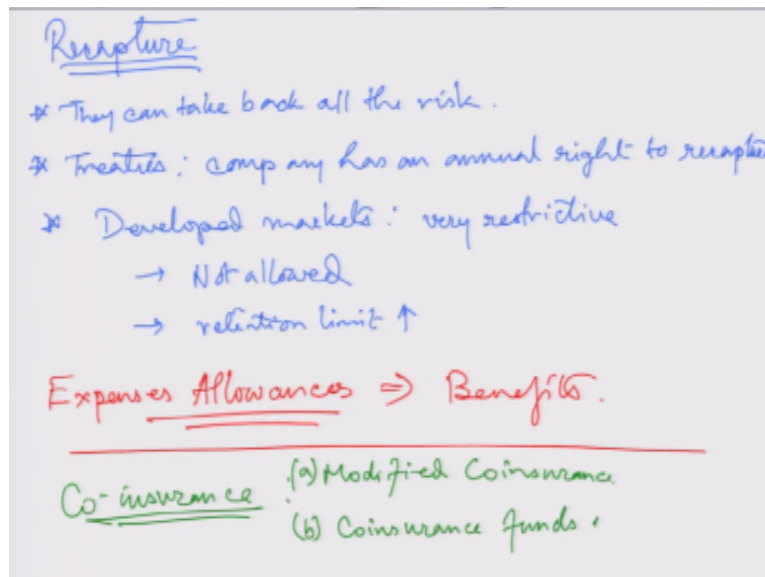 Recapture
* They can take back all the risk.
* Treaties : company has an annual right to recapture
* Developed markets : very restrictive
→ Not allowed
→ retention limit ↑
Expenses Allowances ⇒ Benefits.
Co-insurance : (a) Modified Coinsurance
(b) Coinsurance funds .